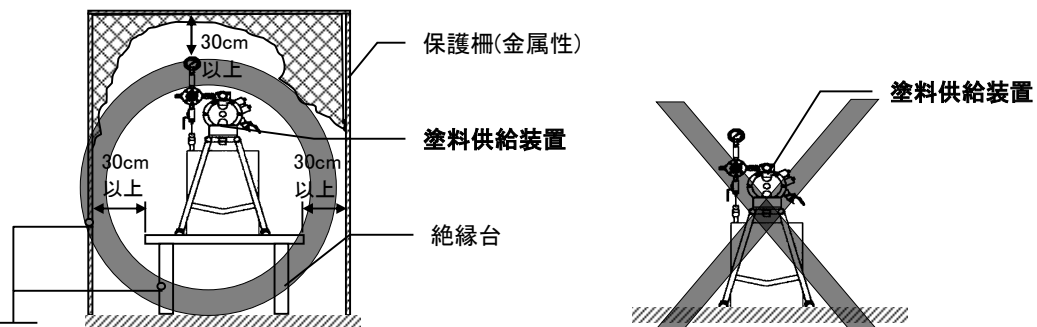 30cm
以上
保護柵(金属性)
塗料供給装置
30cm
以上
30cm
以上
絶縁台
塗料供給装置